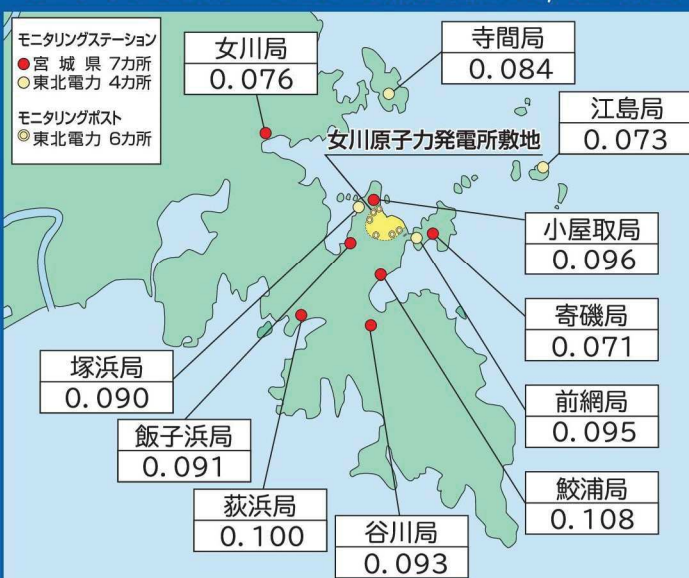 モニタリングステーション
宮城県 7カ所
東北電力 4カ所
モニタリングポスト
東北電力 6カ所
女川局
0.076
寺間局
0.084
江島局
0.073
女川原子力発電所敷地
小屋取局
0.096
寄磯局
0.071
前網局
0.095
鮫浦局
0.108
塚浜局
0.090
飯子浜局
0.091
荻浜局
0.100
谷川局
0.093